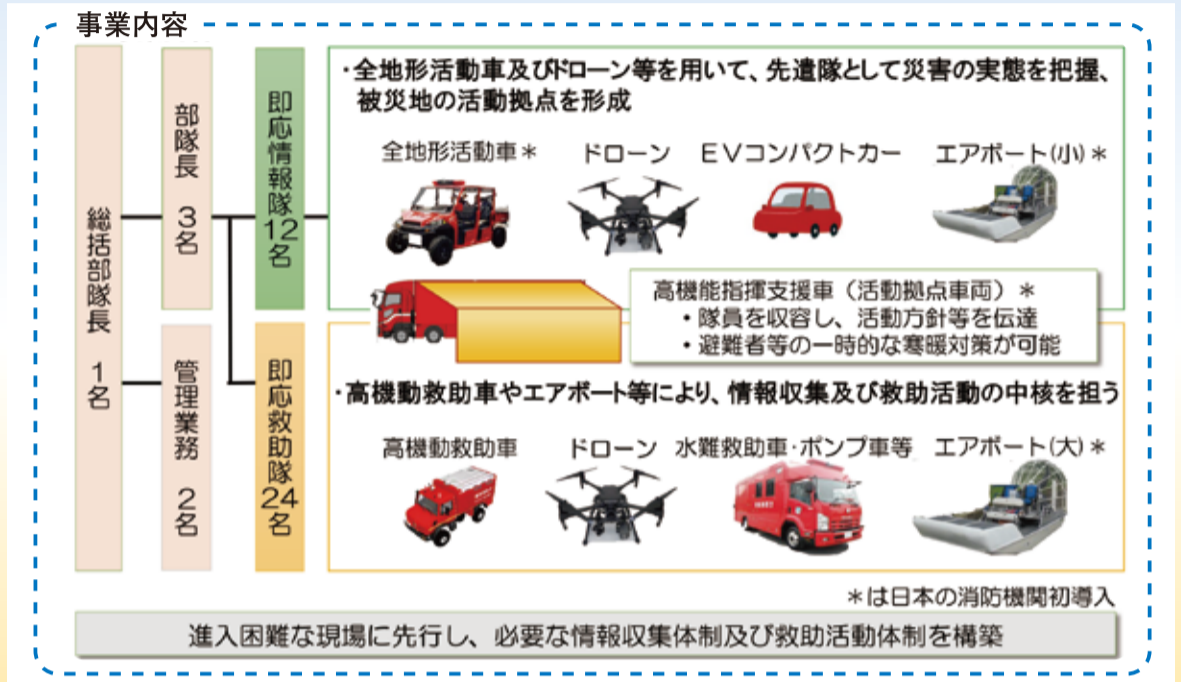 事業内容
総括部隊長 1名
部隊長 3名
管理業務 2名
即応情報隊12名
即応救助隊24名
・全地形活動車及びドローン等を用いて、先遣隊として災害の実態を把握、
被災地の活動拠点を形成
全地形活動車＊
ドローン
EVコンパクトカー
エアボート(小)＊
高機能指揮支援車（活動拠点車両）＊
・隊員を収容し、活動方針等を伝達
・避難者等の一時的な寒暖対策が可能
・高機動救助車やエアボート等により、情報収集及び救助活動の中核を担う
高機動救助車
ドローン
水難救助車・ポンプ車等
エアボート(大)＊
＊は日本の消防機関初導入
進入困難な現場に先行し、必要な情報収集体制及び救助活動体制を構築